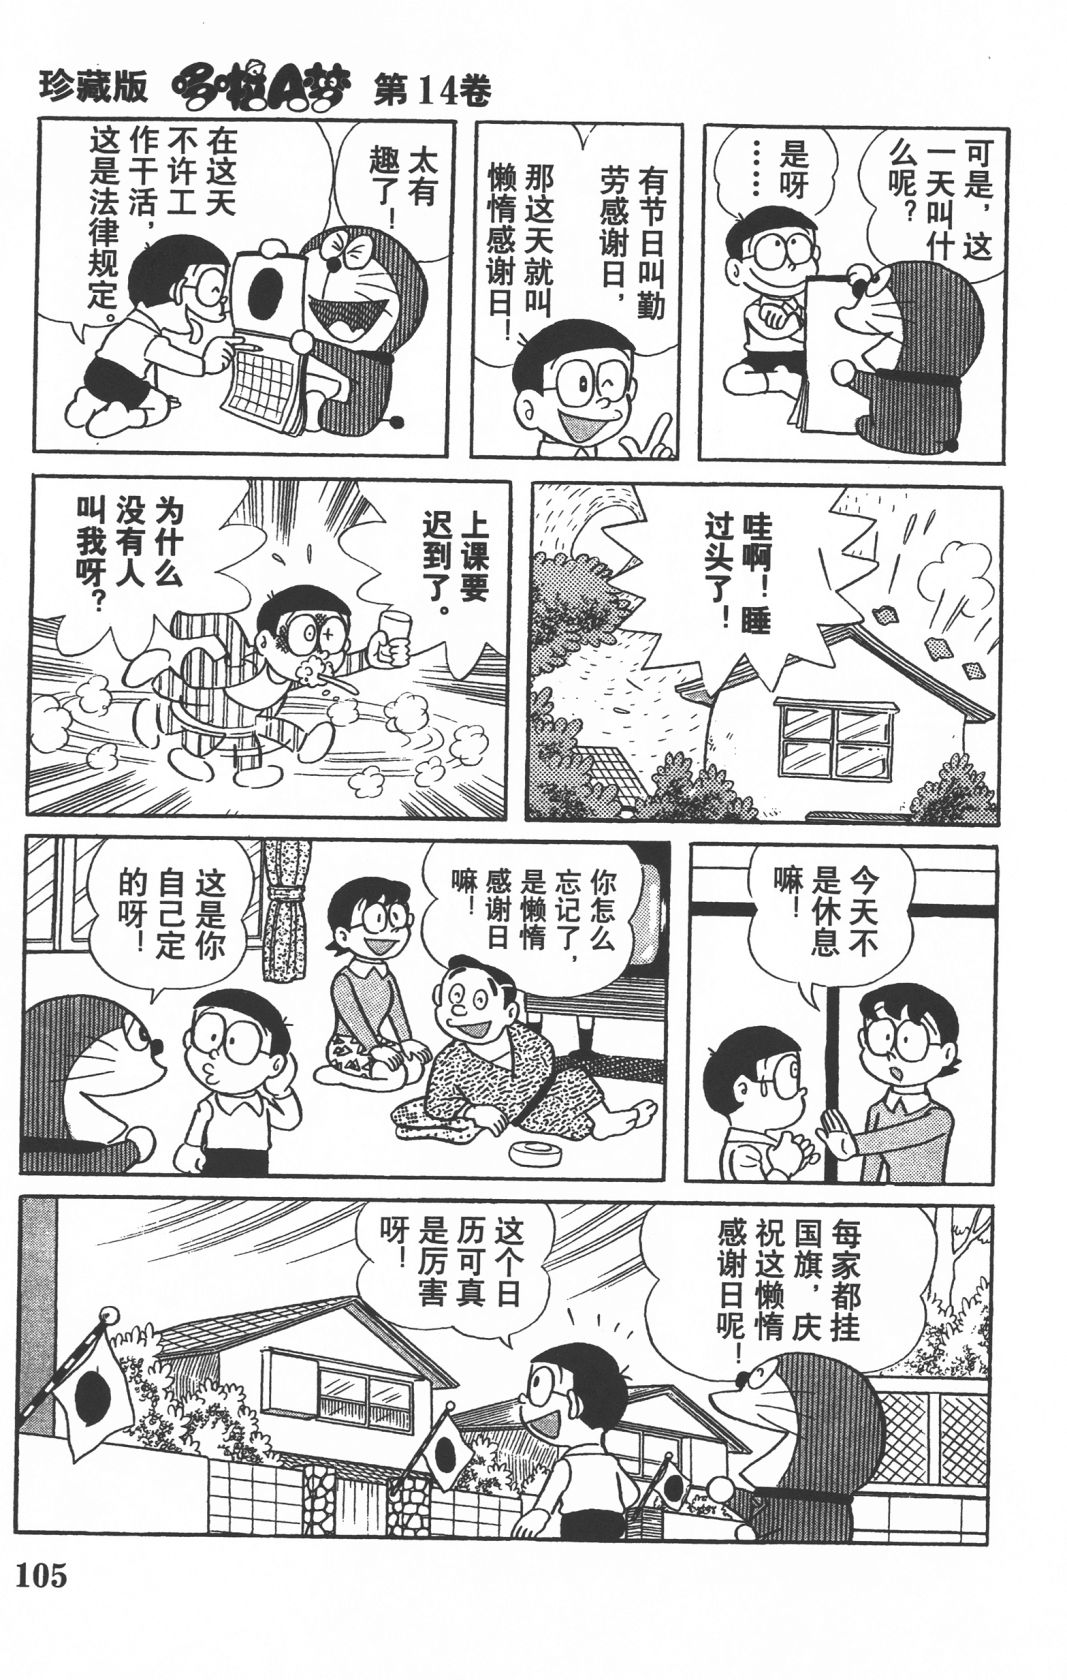 珍藏版 哆啦A梦 第14卷
可是，这
一天叫什
么呢？
是呀
……
有节日叫勤
劳感谢日，
那这天就叫
懒惰感谢日！
太有
趣了！
在这天
不许工
作干活，
这是法律规定。
哇啊！睡
过头了！
上课要
迟到了。
为什么
没有人
叫我呀？
今天不
是休息
嘛！
你怎么
忘记了，
是懒惰
感谢日
嘛！
这是你
自己定
的呀！
每家都挂
国旗，庆
祝这懒惰
感谢日呢！
这个日
历可真
是厉害
呀！
105